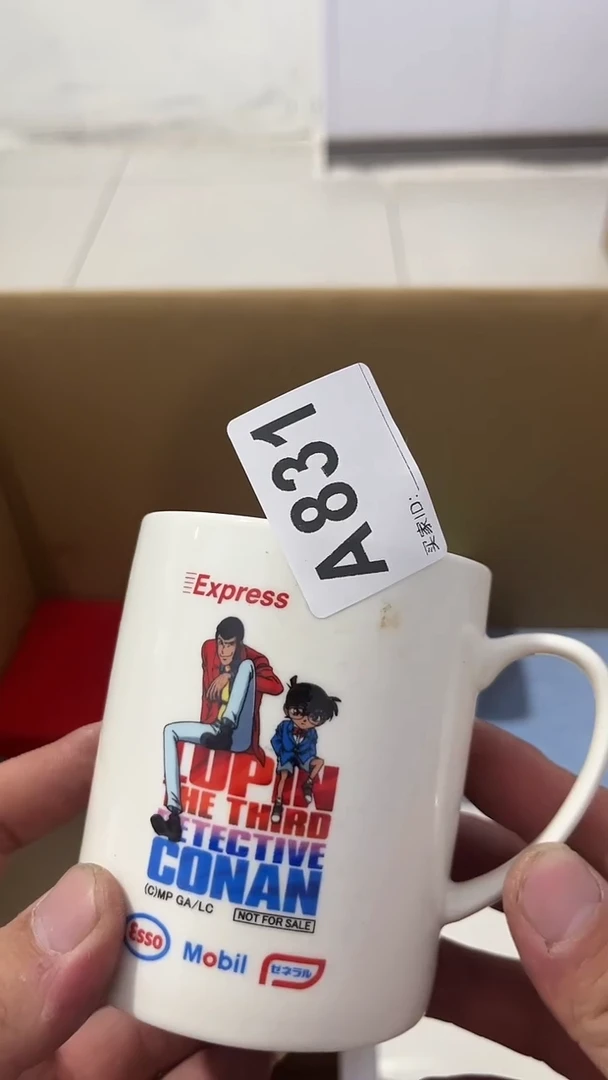 A831
买家ID:
Express
LUPIN
THE THIRD
DETECTIVE
CONAN
(C)MP GA/LC
NOT FOR SALE
Esso
Mobil
ゼネラル